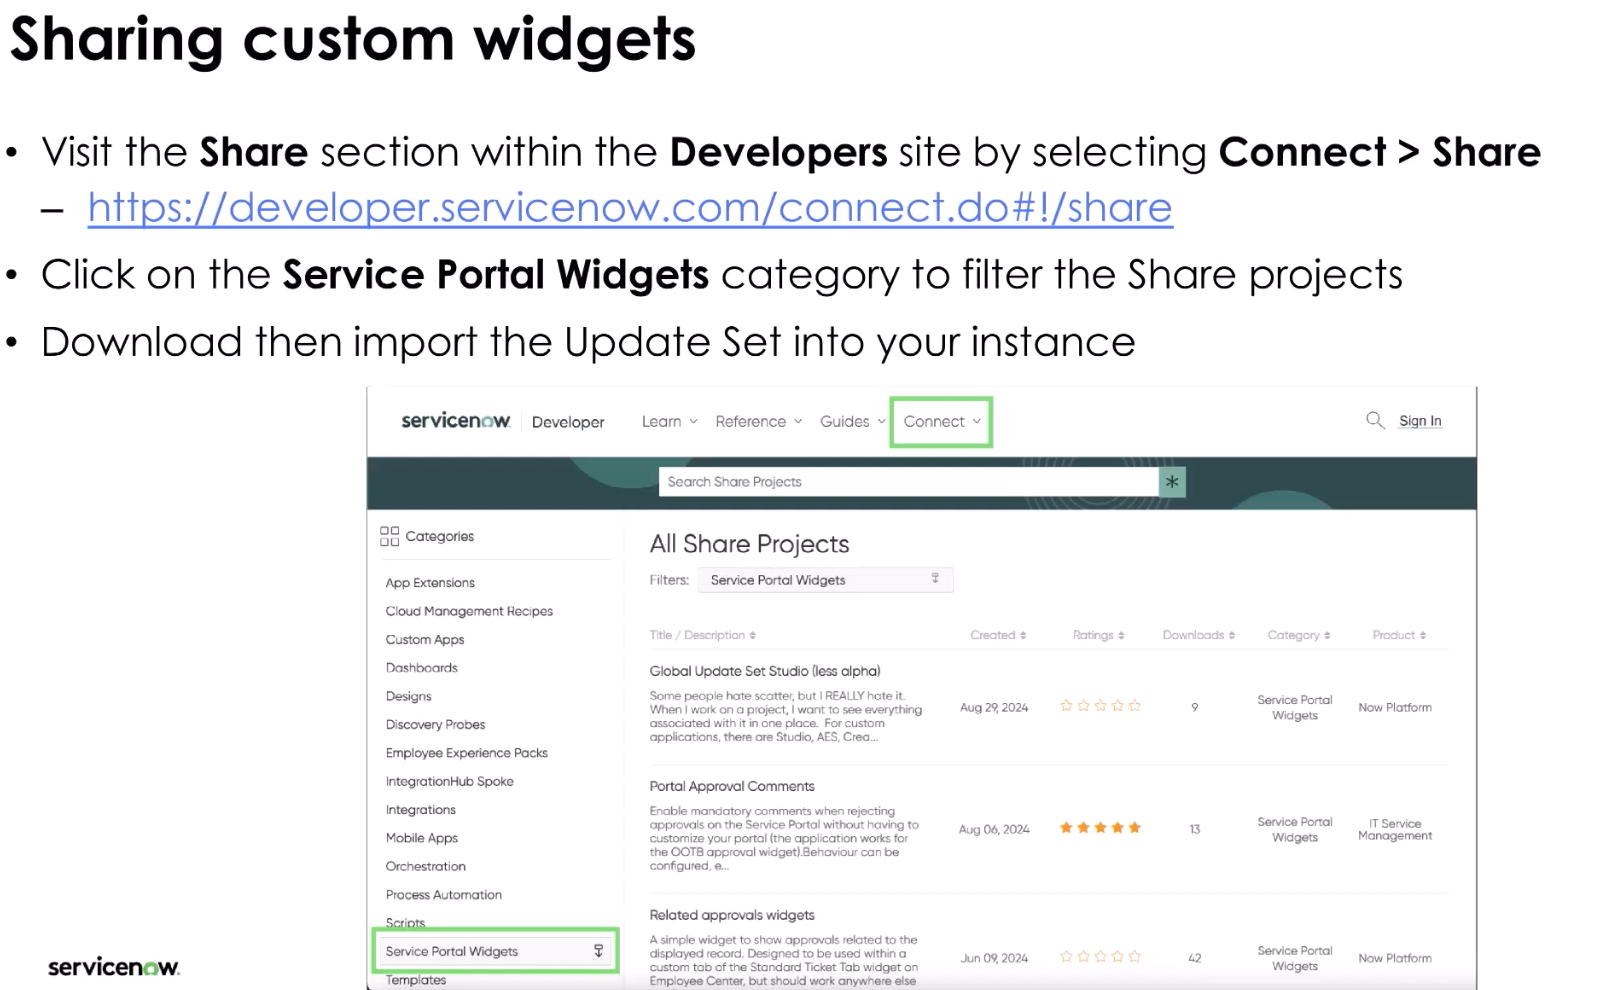 Sharing custom widgets
• Visit the Share section within the Developers site by selecting Connect > Share
– https://developer.servicenow.com/connect.do#!/share
• Click on the Service Portal Widgets category to filter the Share projects
• Download then import the Update Set into your instance
servicenow. Developer Learn Reference Guides Connect Sign In
Search Share Projects
Categories
App Extensions
Cloud Management Recipes
Custom Apps
Dashboards
Designs
Discovery Probes
Employee Experience Packs
IntegrationHub Spoke
Integrations
Mobile Apps
Orchestration
Process Automation
Scripts
Service Portal Widgets
Templates
All Share Projects
Filters: Service Portal Widgets
Title / Description Created Ratings Downloads Category Product
Global Update Set Studio (less alpha)
Some people hate scatter, but I REALLY hate it.
When I work on a project, I want to see everything
associated with it in one place. For custom
applications, there are Studio, AES, Crea...
Aug 29, 2024
9
Service Portal
Widgets
Now Platform
Portal Approval Comments
Enable mandatory comments when rejecting
approvals on the Service Portal without having to
customize your portal (the application works for
the OOTB approval widget).Behaviour can be
configured, e...
Aug 06, 2024
13
Service Portal
Widgets
IT Service
Management
Related approvals widgets
A simple widget to show approvals related to the
displayed record. Designed to be used within a
custom tab of the Standard Ticket Tab widget on
Employee Center, but should work anywhere else
Jun 09, 2024
42
Service Portal
Widgets
Now Platform
servicenow.